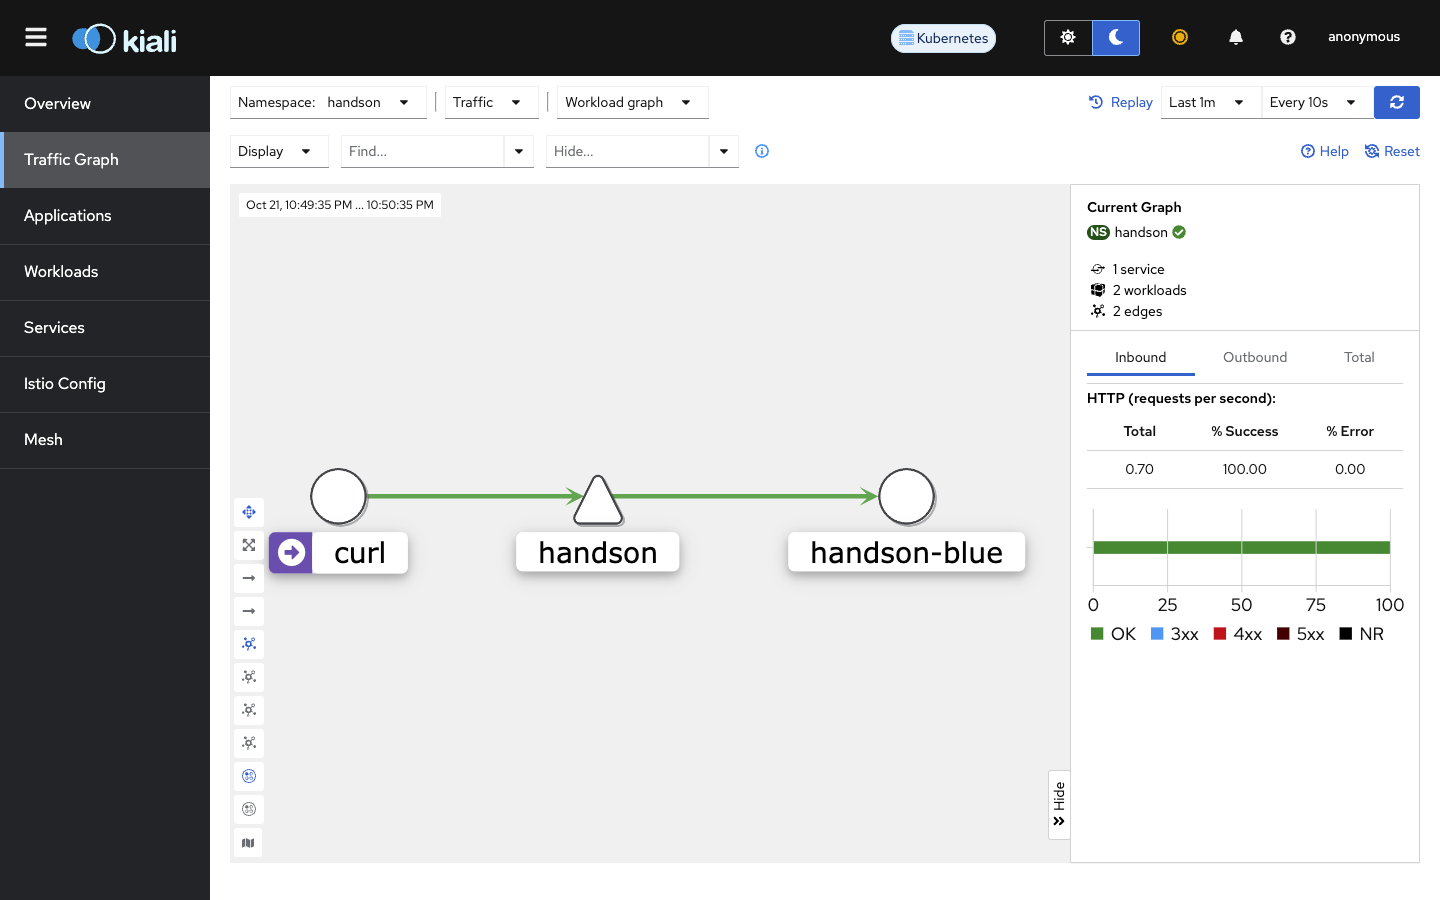 kiali
Kubernetes
anonymous
Overview
Traffic Graph
Applications
Workloads
Services
Istio Config
Mesh
Namespace: handson
Traffic
Workload graph
Replay
Last 1m
Every 10s
Display
Find...
Hide...
Help
Reset
Oct 21, 10:49:35 PM ... 10:50:35 PM
curl
handson
handson-blue
Hide
Current Graph
NS handson
1 service
2 workloads
2 edges
Inbound Outbound Total
HTTP (requests per second):
Total % Success % Error
0.70 100.00 0.00
0 25 50 75 100
OK 3xx 4xx 5xx NR